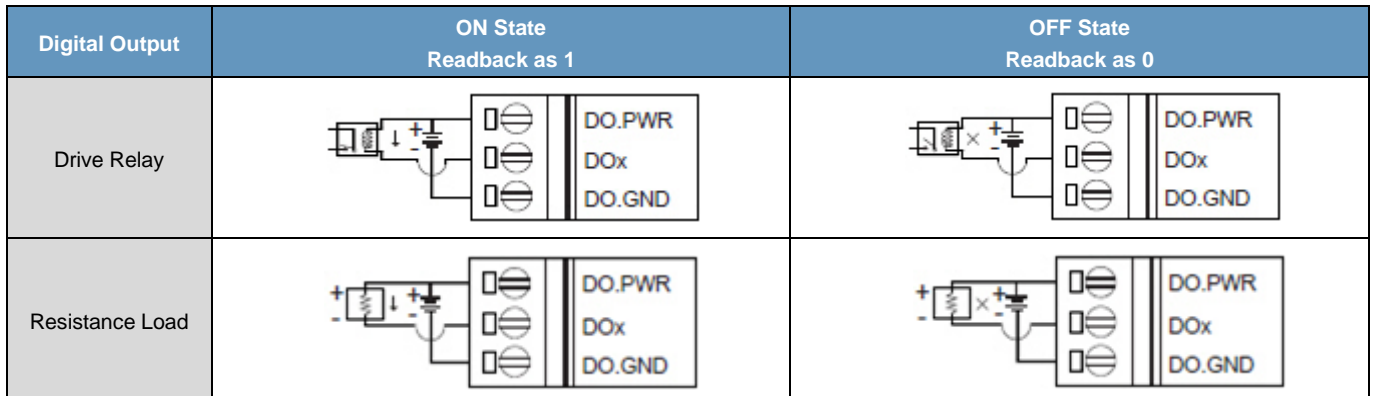 Digital Output
ON State
Readback as 1
OFF State
Readback as 0
Drive Relay
+
-
DO.PWR
DOx
DO.GND
+
-
DO.PWR
DOx
DO.GND
Resistance Load
+
-
+
-
DO.PWR
DOx
DO.GND
+
-
+
-
DO.PWR
DOx
DO.GND